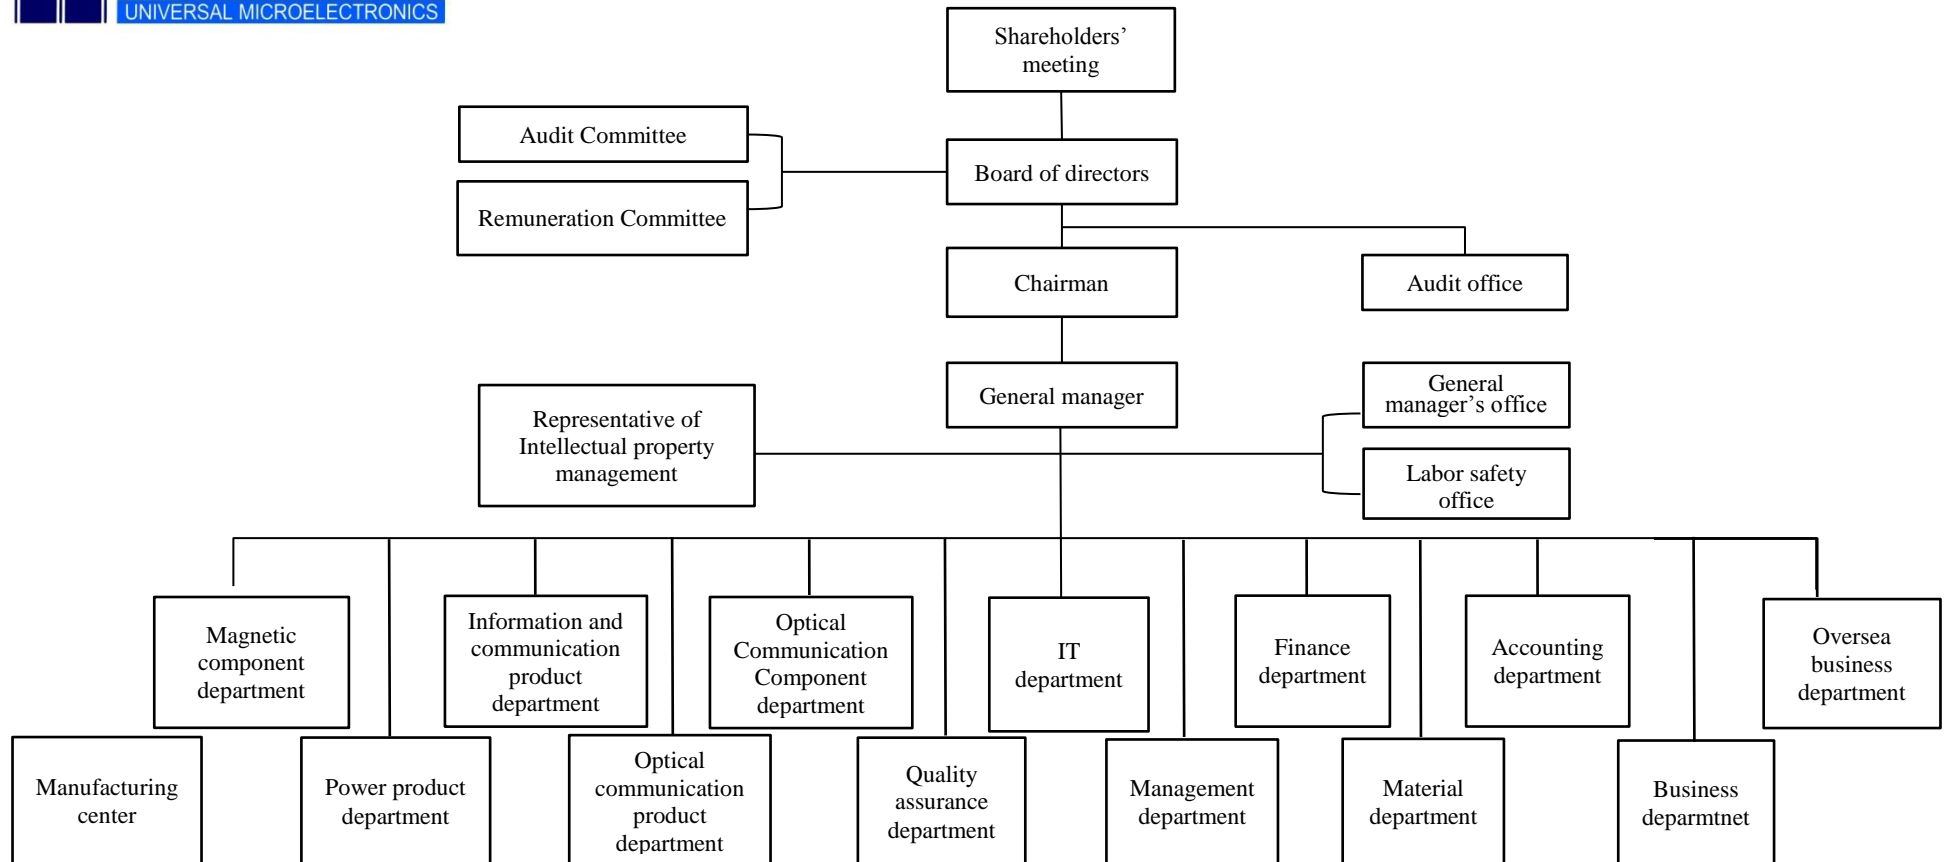 UNIVERSAL MICROELECTRONICS
Shareholders’
meeting
Audit Committee
Board of directors
Remuneration Committee
Chairman
Audit office
General manager
General
manager’s office
Representative of
Intellectual property
management
Labor safety
office
Magnetic
component
department
Information and
communication
product
department
Optical
Communication
Component
department
IT
department
Finance
department
Accounting
department
Oversea
business
department
Manufacturing
center
Power product
department
Optical
communication
product
department
Quality
assurance
department
Management
department
Material
department
Business
deparmtnet